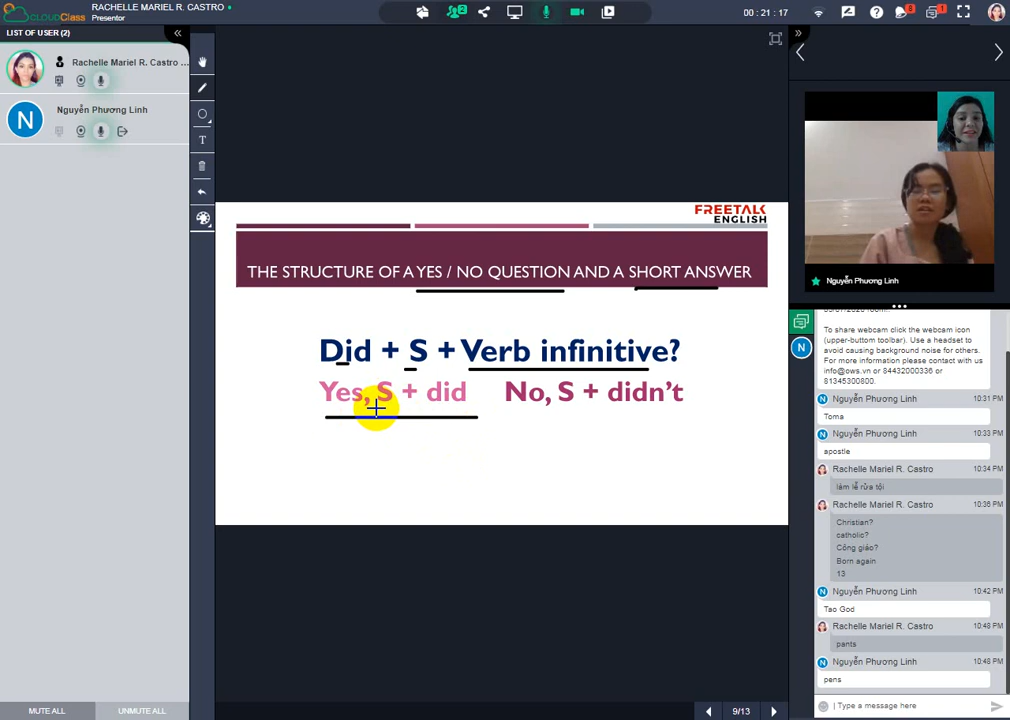 CLOUDClass
RACHELLE MARIEL R. CASTRO
Presentor
2
00 : 21 : 17
8
1
LIST OF USER (2)
Rachelle Mariel R. Castro ...
N
Nguyễn Phương Linh
T
FREETALK
ENGLISH
THE STRUCTURE OF A YES / NO QUESTION AND A SHORT ANSWER
Did + S + Verb infinitive?
Yes, S + did
No, S + didn't
Nguyễn Phương Linh
To share webcam click the webcam icon
(upper-buttom toolbar). Use a headset to
avoid causing background noise for others.
For more information please connect with
us info@ows.vn or 84432000336 or
81345300800.
N
Nguyễn Phương Linh
10:31 PM
Toma
Nguyễn Phương Linh
10:33 PM
apostle
Rachelle Mariel R. Castro
10:34 PM
làm lễ rửa tội
Rachelle Mariel R. Castro
10:36 PM
Christian?
catholic?
Công giáo?
Born again
13
Nguyễn Phương Linh
10:42 PM
Tao God
Rachelle Mariel R. Castro
10:48 PM
pants
Nguyễn Phương Linh
10:48 PM
pens
Type a message here
MUTE ALL
UNMUTE ALL
9/13